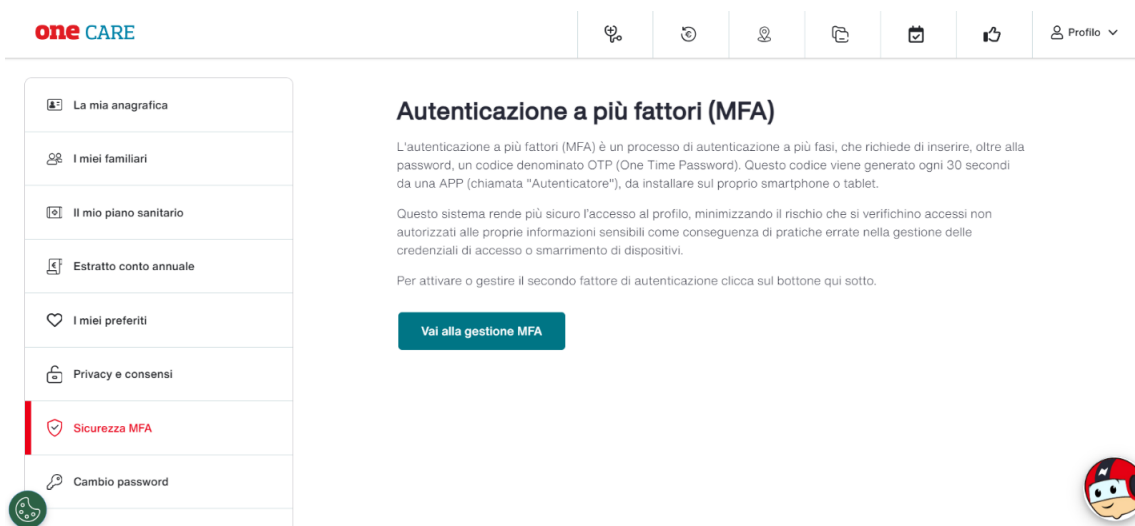 one CARE
Profilo
La mia anagrafica
I miei familiari
Il mio piano sanitario
Estratto conto annuale
I miei preferiti
Privacy e consensi
Sicurezza MFA
Cambio password
Autenticazione a più fattori (MFA)
L'autenticazione a più fattori (MFA) è un processo di autenticazione a più fasi, che richiede di inserire, oltre alla
password, un codice denominato OTP (One Time Password). Questo codice viene generato ogni 30 secondi
da una APP (chiamata "Autenticatore"), da installare sul proprio smartphone o tablet.
Questo sistema rende più sicuro l'accesso al profilo, minimizzando il rischio che si verifichino accessi non
autorizzati alle proprie informazioni sensibili come conseguenza di pratiche errate nella gestione delle
credenziali di accesso o smarrimento di dispositivi.
Per attivare o gestire il secondo fattore di autenticazione clicca sul bottone qui sotto.
Vai alla gestione MFA